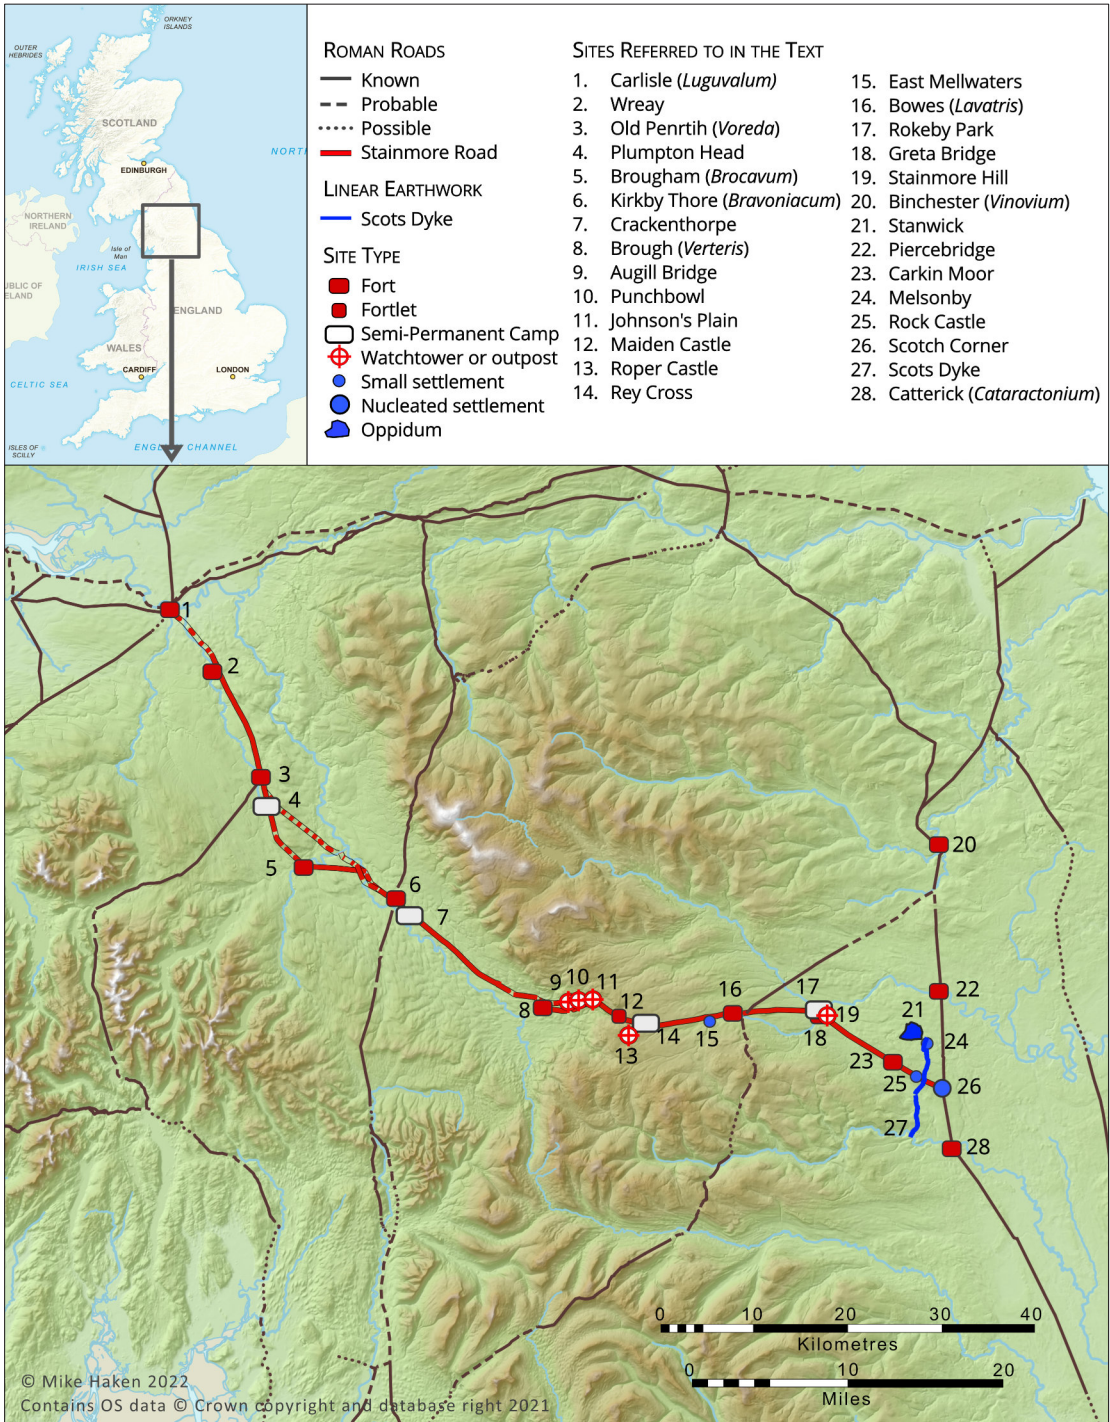 ORKNEY
ISLANDS
OUTER
HEBRIDES
SCOTLAND
NORT
EDINBURGH
NORTHERN
IRELAND
Isle of
Man
IRISH SEA
UBLIC OF
ELAND
ENGLAND
WALES
CARDIFF
LONDON
CELTIC SEA
ISLES OF
SCILLY
ENGLISH CHANNEL
ROMAN ROADS
Known
Probable
Possible
Stainmore Road
LINEAR EARTHWORK
Scots Dyke
SITE TYPE
Fort
Fortlet
Semi-Permanent Camp
Watchtower or outpost
Small settlement
Nucleated settlement
Oppidum
SITES REFERRED TO IN THE TEXT
1. Carlisle (Luguvalum)
2. Wreay
3. Old Penrtih (Voreda)
4. Plumpton Head
5. Brougham (Brocavum)
6. Kirkby Thore (Bravoniacum)
7. Crackenthorpe
8. Brough (Verteris)
9. Augill Bridge
10. Punchbowl
11. Johnson's Plain
12. Maiden Castle
13. Roper Castle
14. Rey Cross
15. East Mellwaters
16. Bowes (Lavatris)
17. Rokeby Park
18. Greta Bridge
19. Stainmore Hill
20. Binchester (Vinovium)
21. Stanwick
22. Piercebridge
23. Carkin Moor
24. Melsonby
25. Rock Castle
26. Scotch Corner
27. Scots Dyke
28. Catterick (Cataractonium)
1
2
3
4
5
6
7
8
9
10
11
12
13
14
15
16
17
18
19
20
21
22
23
24
25
26
27
28
0 10 20 30 40
Kilometres
0 10 20
Miles
© Mike Haken 2022
Contains OS data © Crown copyright and database right 2021